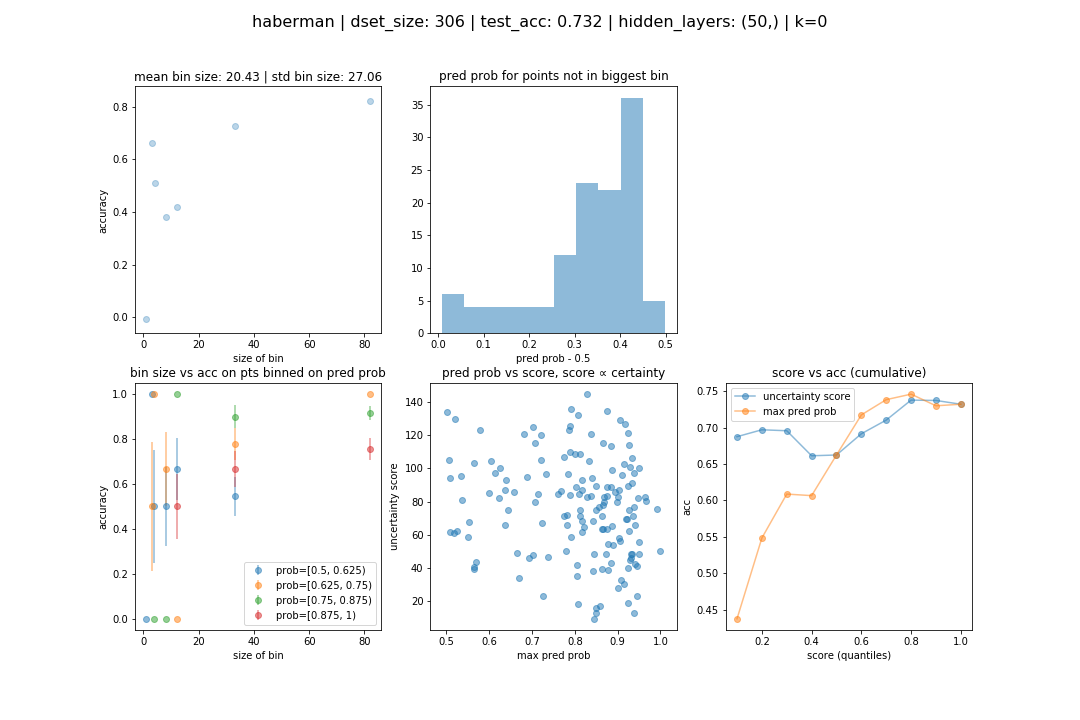 haberman | dset_size: 306 | test_acc: 0.732 | hidden_layers: (50,) | k=0
mean bin size: 20.43 | std bin size: 27.06
0.8
0.6
0.4
0.2
0.0
accuracy
0 20 40 60 80
size of bin
pred prob for points not in biggest bin
35
30
25
20
15
10
5
0
0.0 0.1 0.2 0.3 0.4 0.5
pred prob - 0.5
bin size vs acc on pts binned on pred prob
1.0
0.8
0.6
0.4
0.2
0.0
accuracy
prob=[0.5, 0.625)
prob=[0.625, 0.75)
prob=[0.75, 0.875)
prob=[0.875, 1)
0 20 40 60 80
size of bin
pred prob vs score, score ∝ certainty
140
120
100
80
60
40
20
uncertainty score
0.5 0.6 0.7 0.8 0.9 1.0
max pred prob
score vs acc (cumulative)
0.75
0.70
0.65
0.60
0.55
0.50
0.45
acc
uncertainty score
max pred prob
0.2 0.4 0.6 0.8 1.0
score (quantiles)